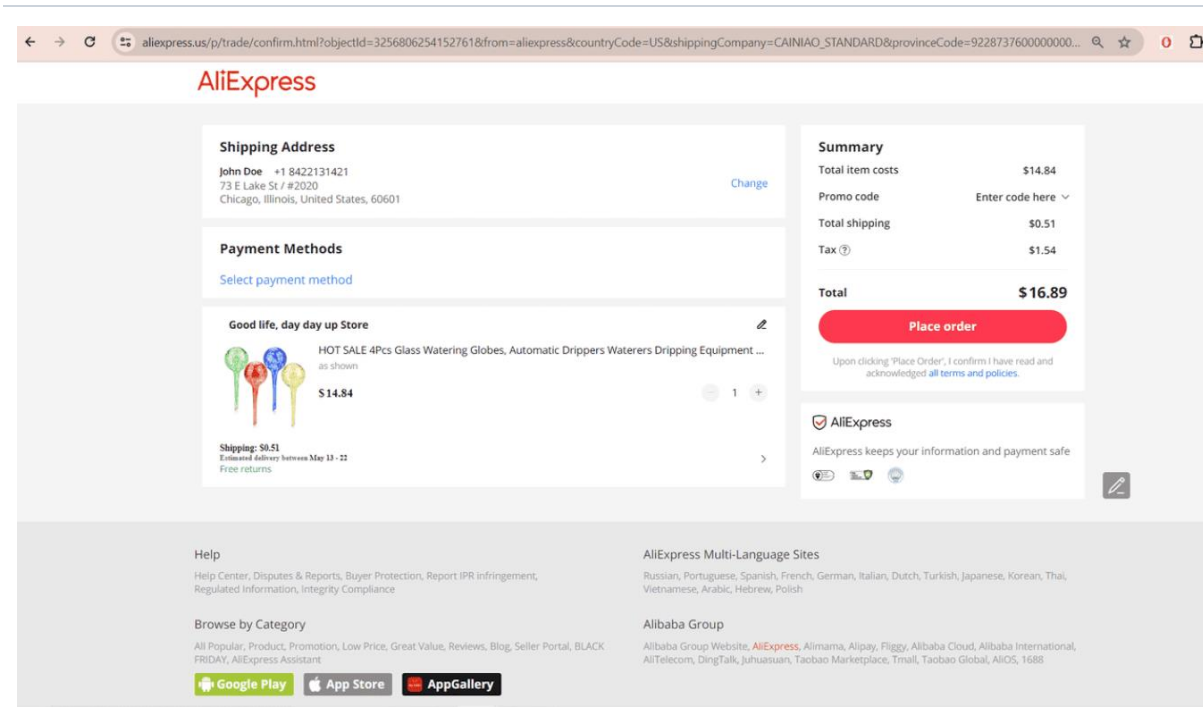 aliexpress.us/p/trade/confirm.html?objectId=3256806254152761&from=aliexpress&countryCode=US&shippingCompany=CAINIAO_STANDARD&provinceCode=9228737600000000...
AliExpress
Shipping Address
John Doe +1 8422131421
73 E Lake St / #2020
Chicago, Illinois, United States, 60601
Change
Payment Methods
Select payment method
Good life, day day up Store
HOT SALE 4Pcs Glass Watering Globes, Automatic Drippers Waterers Dripping Equipment ...
as shown
$14.84
- 1 +
Shipping: $0.51
Estimated delivery between May 13 - 22
Free returns
Summary
Total item costs $14.84
Promo code Enter code here
Total shipping $0.51
Tax ? $1.54
Total $16.89
Place order
Upon clicking 'Place Order', I confirm I have read and
acknowledged all terms and policies.
AliExpress
AliExpress keeps your information and payment safe
Help
Help Center, Disputes & Reports, Buyer Protection, Report IPR infringement,
Regulated Information, Integrity Compliance
AliExpress Multi-Language Sites
Russian, Portuguese, Spanish, French, German, Italian, Dutch, Turkish, Japanese, Korean, Thai,
Vietnamese, Arabic, Hebrew, Polish
Browse by Category
All Popular, Product, Promotion, Low Price, Great Value, Reviews, Blog, Seller Portal, BLACK
FRIDAY, AliExpress Assistant
Alibaba Group
Alibaba Group Website, AliExpress, Alimama, Alipay, Fliggy, Alibaba Cloud, Alibaba International,
AliTelecom, DingTalk, Juhuasuan, Taobao Marketplace, Tmall, Taobao Global, AliOS, 1688
Google Play
App Store
AppGallery